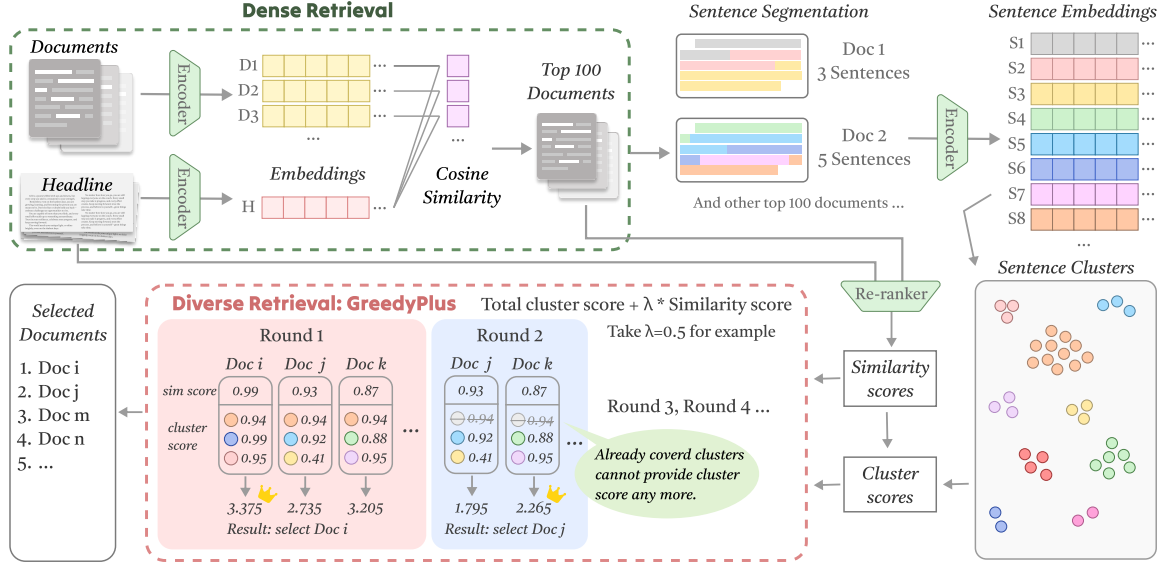 Dense Retrieval
Documents
Encoder
D1
D2
D3
...
...
...
...
Headline
Encoder
Embeddings
H
...
Cosine
Similarity
Top 100
Documents
Sentence Segmentation
Doc 1
3 Sentences
Doc 2
5 Sentences
And other top 100 documents ...
Encoder
Sentence Embeddings
S1 ...
S2 ...
S3 ...
S4 ...
S5 ...
S6 ...
S7 ...
S8 ...
...
Sentence Clusters
Re-ranker
Similarity
scores
Cluster
scores
Diverse Retrieval: GreedyPlus
Total cluster score + λ * Similarity score
Take λ=0.5 for example
Round 1
Doc i Doc j Doc k
sim score 0.99 0.93 0.87
cluster
score
0.94 0.94 0.94
0.99 0.92 0.88
0.95 0.41 0.95
...
3.375 2.735 3.205
Result: select Doc i
Round 2
Doc j Doc k
0.93 0.87
0.94 0.94
0.92 0.88
0.41 0.95
...
1.795 2.265
Result: select Doc j
Round 3, Round 4 ...
Already coverd clusters
cannot provide cluster
score any more.
Selected
Documents
1. Doc i
2. Doc j
3. Doc m
4. Doc n
5. ...